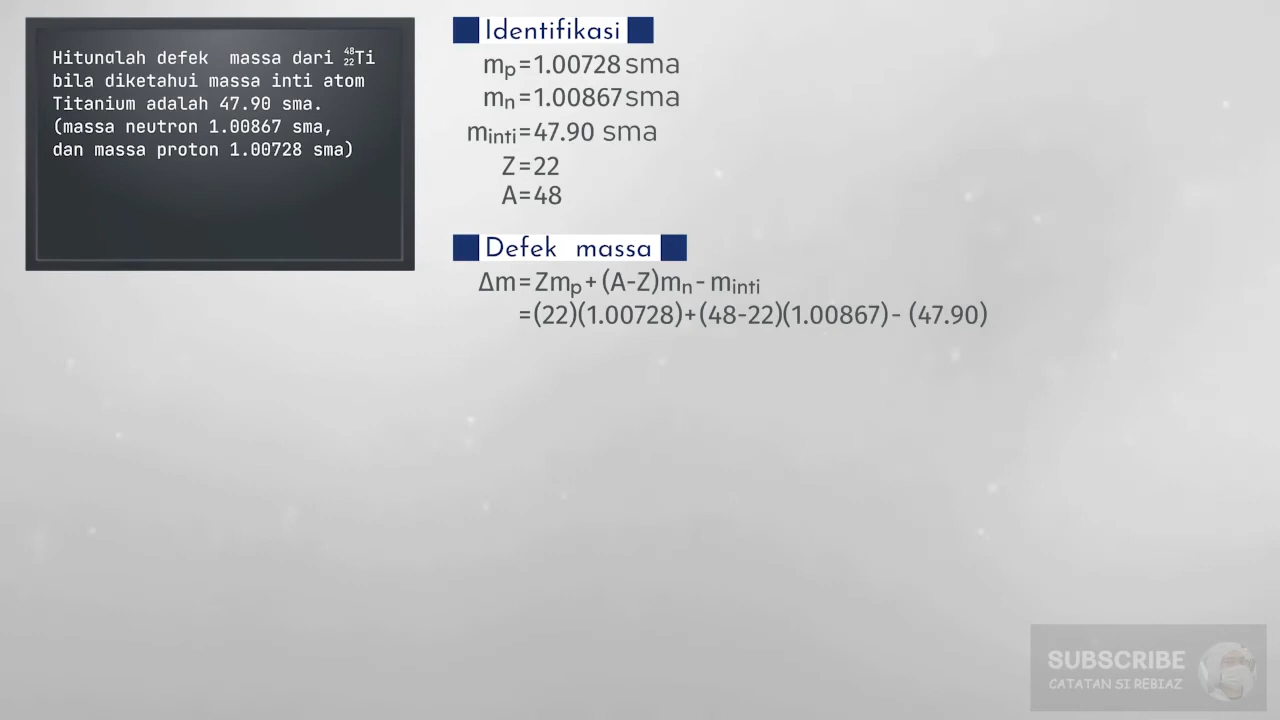 Hitunglah defek massa dari ⁴⁸₂₂Ti
bila diketahui massa inti atom
Titanium adalah 47.90 sma.
(massa neutron 1.00867 sma,
dan massa proton 1.00728 sma)
Identifikasi
mₚ=1.00728 sma
mₙ=1.00867 sma
m_inti=47.90 sma
Z=22
A=48
Defek massa
Δm=Zmₚ+(A-Z)mₙ-m_inti
=(22)(1.00728)+(48-22)(1.00867)-(47.90)
SUBSCRIBE
CATATAN SI REBIAZ